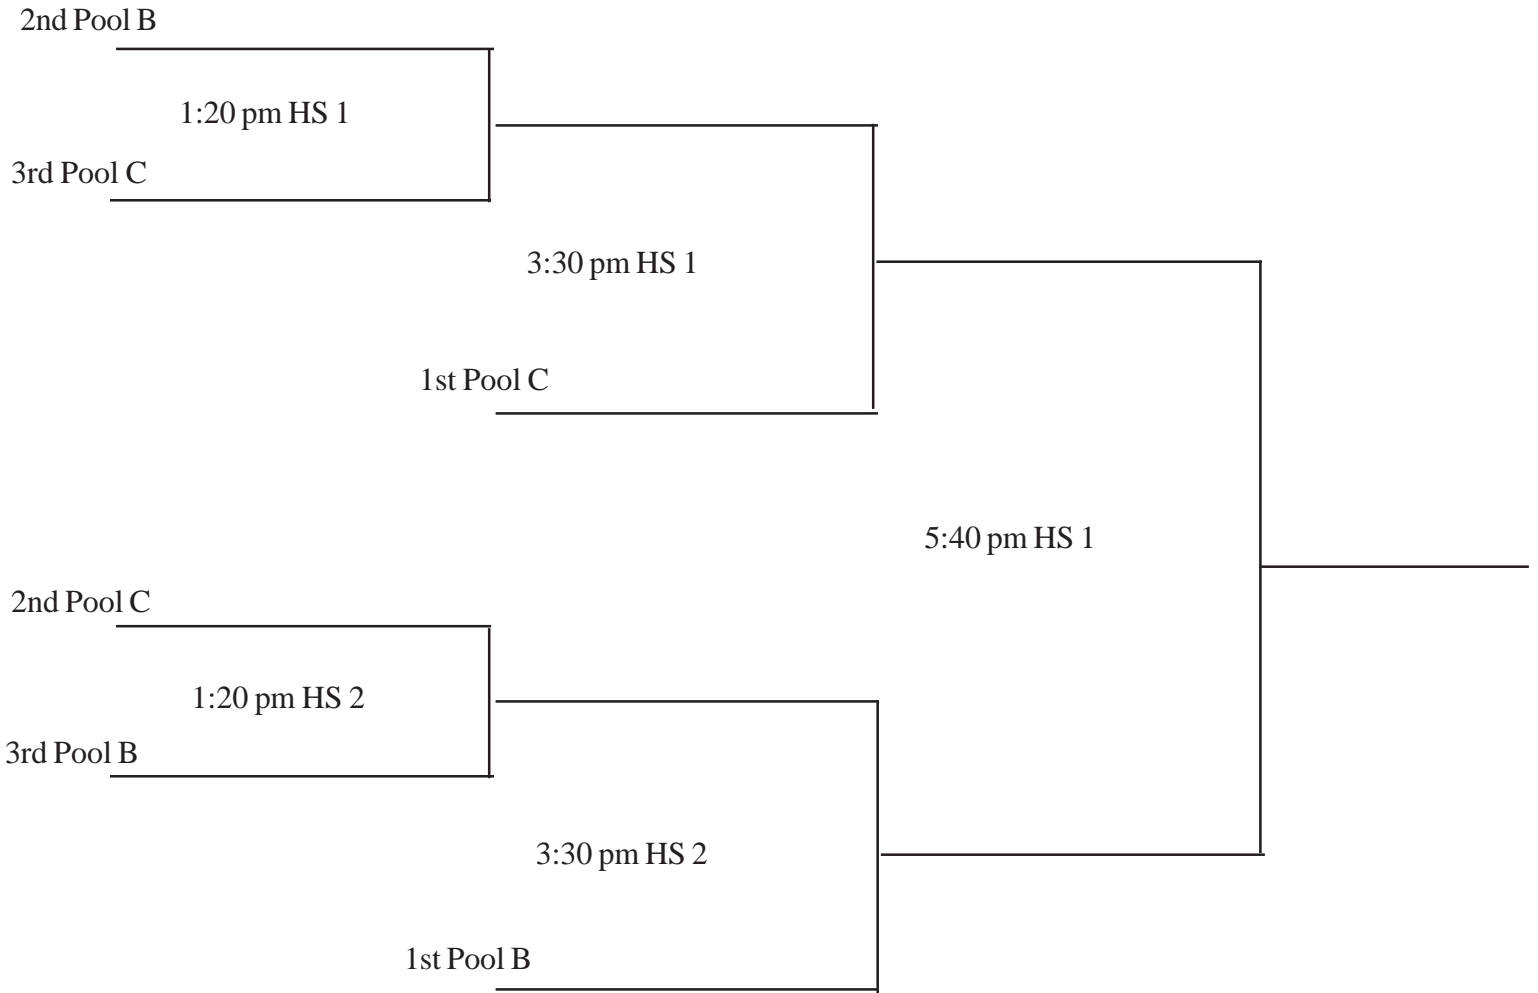 2nd Pool B
1:20 pm HS 1
3rd Pool C
3:30 pm HS 1
1st Pool C
5:40 pm HS 1
2nd Pool C
1:20 pm HS 2
3rd Pool B
3:30 pm HS 2
1st Pool B